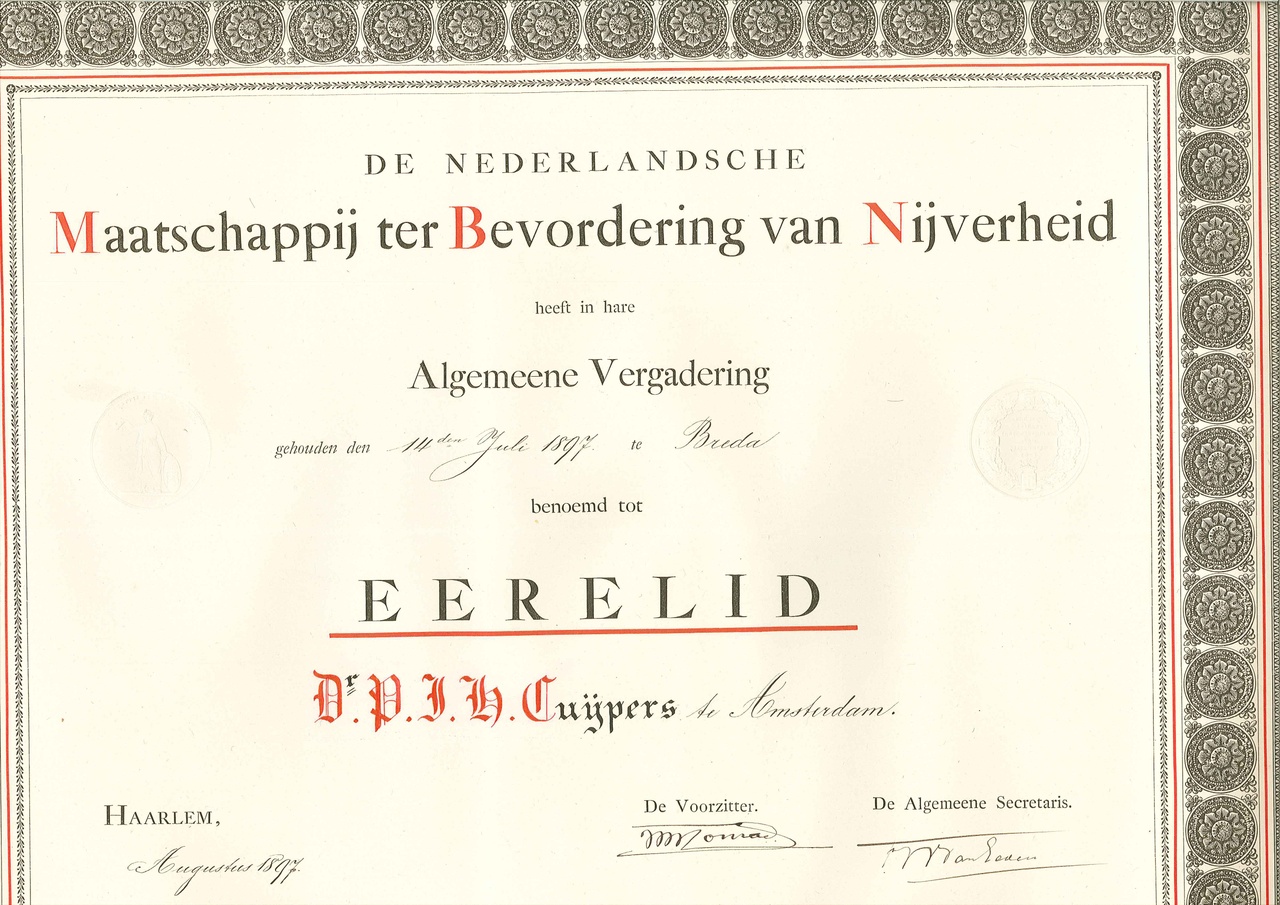 DE NEDERLANDSCHE
Maatschappij ter Bevordering van Nijverheid
heeft in hare
Algemeene Vergadering
gehouden den 14den Juli 1897. te Breda
benoemd tot
EERELID
Dr. P. J. H. Cuÿpers te Amsterdam.
De Voorzitter. De Algemeene Secretaris.
HAARLEM,
Augustus 1897.